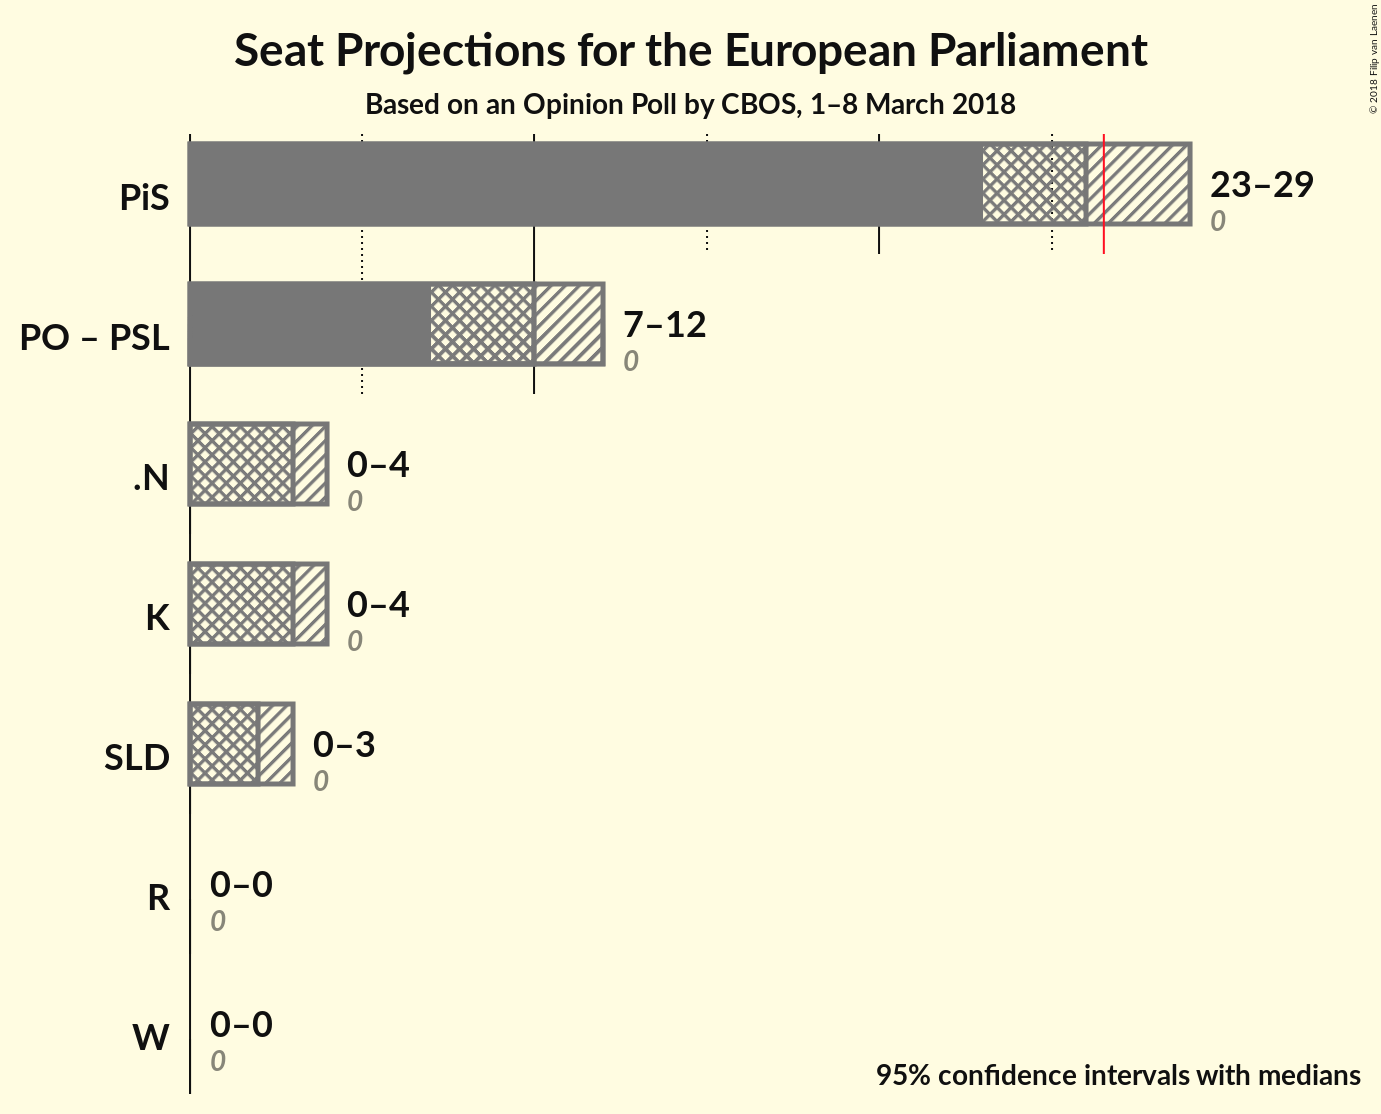 Seat Projections for the European Parliament
Based on an Opinion Poll by CBOS, 1–8 March 2018
© 2018 Filip van Laenen
PiS
23–29
0
PO – PSL
7–12
0
.N
0–4
0
K
0–4
0
SLD
0–3
0
R
0–0
0
W
0–0
0
95% confidence intervals with medians